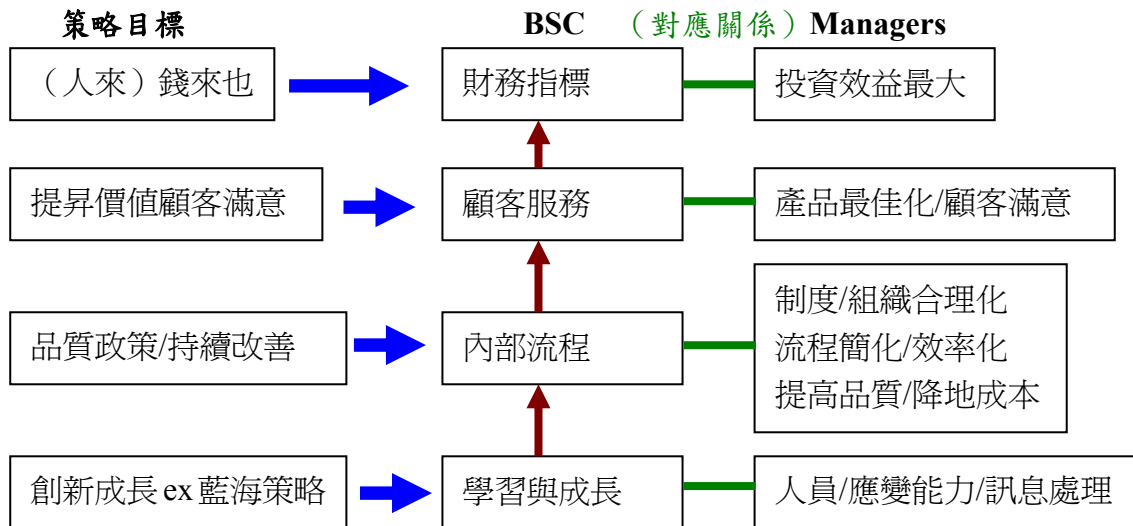 策略目標 BSC （對應關係）Managers
（人來）錢來也 財務指標 投資效益最大
提昇價值顧客滿意 顧客服務 產品最佳化/顧客滿意
制度/組織合理化
品質政策/持續改善 內部流程 流程簡化/效率化
提高品質/降地成本
創新成長 ex 藍海策略 學習與成長 人員/應變能力/訊息處理